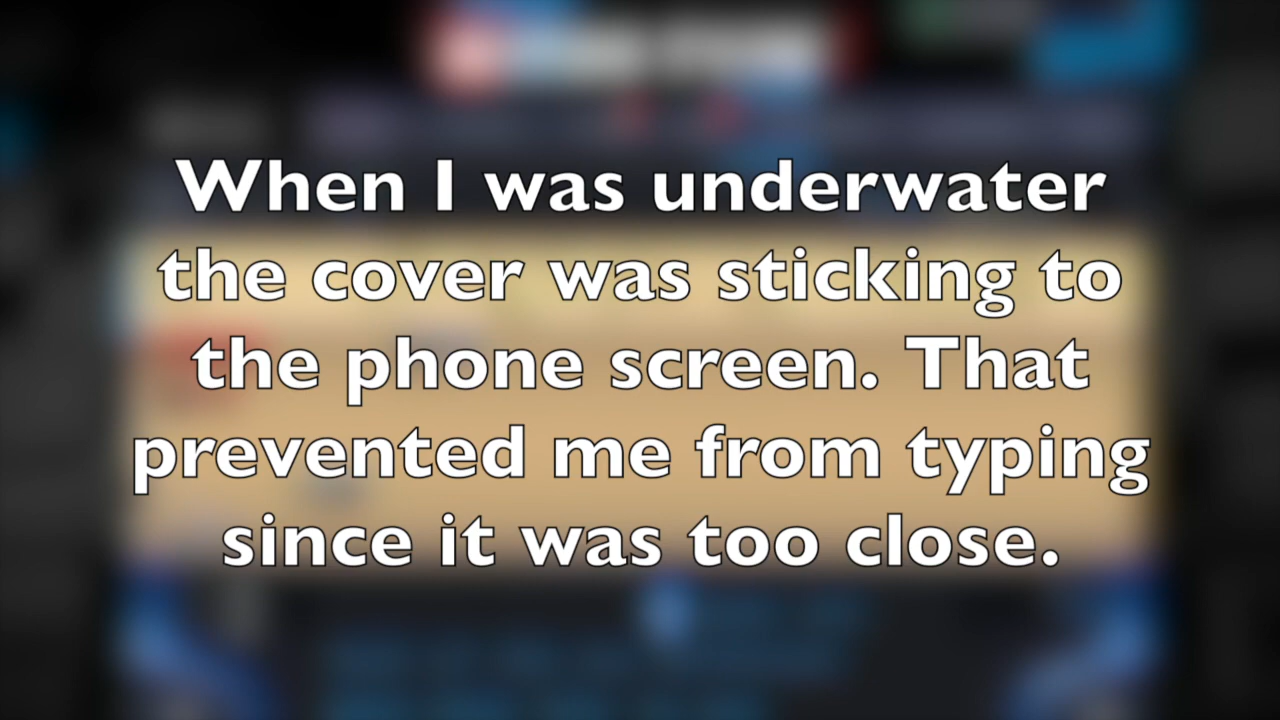 When I was underwater
the cover was sticking to
the phone screen. That
prevented me from typing
since it was too close.